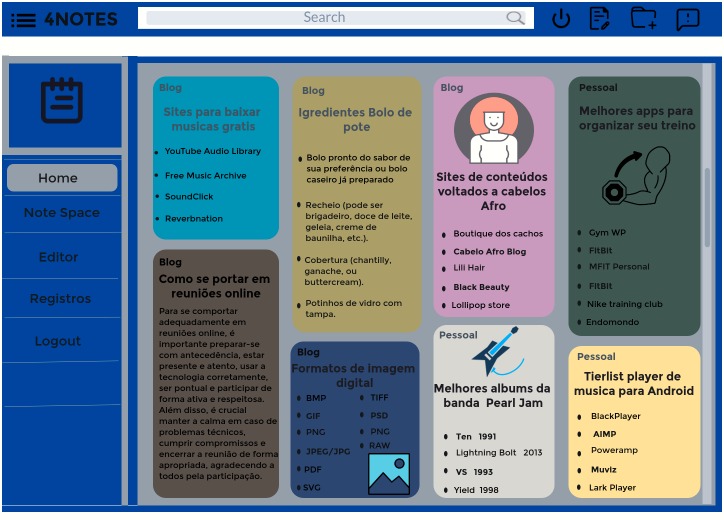 4NOTES
Search
Home
Note Space
Editor
Registros
Logout
Blog
Sites para baixar
musicas gratis
YouTube Audio Library
Free Music Archive
SoundClick
Reverbnation
Blog
Como se portar em
reuniões online
Para se comportar
adequadamente em
reuniões online, é
importante preparar-se
com antecedência, estar
presente e atento, usar a
tecnologia corretamente,
ser pontual e participar de
forma ativa e respeitosa.
Além disso, é crucial
manter a calma em caso de
problemas técnicos,
cumprir compromissos e
encerrar a reunião de forma
apropriada, agradecendo a
todos pela participação.
Blog
Igredientes Bolo de
pote
Bolo pronto do sabor de
sua preferência ou bolo
caseiro já preparado
Recheio (pode ser
brigadeiro, doce de leite,
geleia, creme de
baunilha, etc.).
Cobertura (chantilly,
ganache, ou
buttercream).
Potinhos de vidro com
tampa.
Blog
Formatos de imagem
digital
BMP
GIF
PNG
JPEG/JPG
PDF
SVG
TIFF
PSD
PNG
RAW
Blog
Sites de conteúdos
voltados a cabelos
Afro
Boutique dos cachos
Cabelo Afro Blog
Lili Hair
Black Beauty
Lollipop store
Pessoal
Melhores albums da
banda Pearl Jam
Ten 1991
Lightning Bolt 2013
VS 1993
Yield 1998
Pessoal
Melhores apps para
organizar seu treino
Gym WP
FItBit
MFIT Personal
FitBit
Nike training club
Endomondo
Pessoal
Tierlist player de
musica para Android
BlackPlayer
AIMP
Poweramp
Muviz
Lark Player